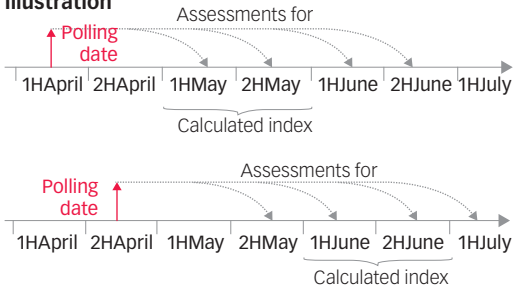 Illustration
Assessments for
Polling
date
1HApril 2HApril 1HMay 2HMay 1HJune 2HJune 1HJuly
Calculated index
Assessments for
Polling
date
1HApril 2HApril 1HMay 2HMay 1HJune 2HJune 1HJuly
Calculated index